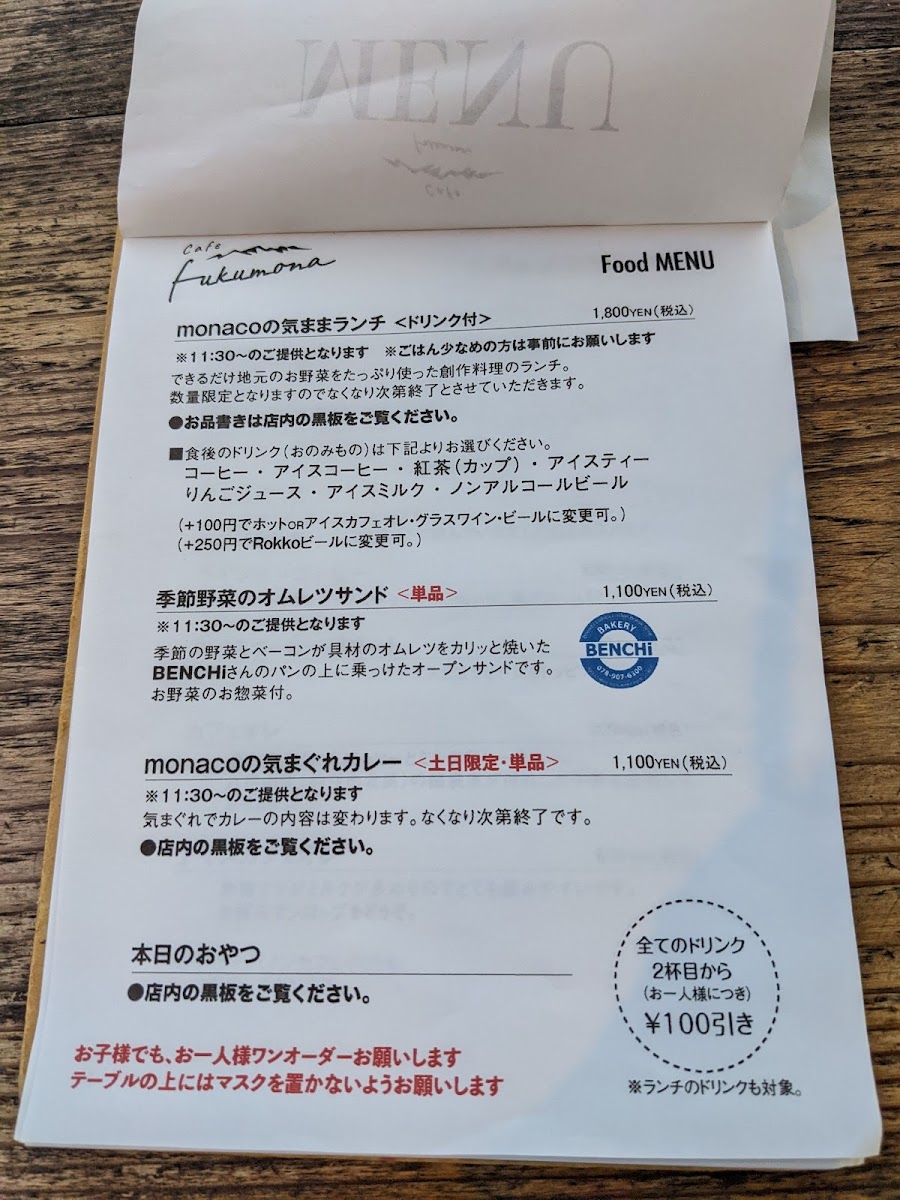 MENU
Cafe
fukumona
Food MENU
monacoの気ままランチ <ドリンク付> 1,800YEN(税込)
※11:30~のご提供となります ※ごはん少なめの方は事前にお願いします
できるだけ地元のお野菜をたっぷり使った創作料理のランチ。
数量限定となりますのでなくなり次第終了とさせていただきます。
●お品書きは店内の黒板をご覧ください。
■食後のドリンク(おのみもの)は下記よりお選びください。
コーヒー・アイスコーヒー・紅茶(カップ)・アイスティー
りんごジュース・アイスミルク・ノンアルコールビール
(+100円でホットORアイスカフェオレ・グラスワイン・ビールに変更可。)
(+250円でRokkoビールに変更可。)
季節野菜のオムレツサンド <単品> 1,100YEN(税込)
※11:30~のご提供となります
季節の野菜とベーコンが具材のオムレツをカリッと焼いた
BENCHiさんのパンの上に乗っけたオープンサンドです。
お野菜のお惣菜付。
BAKERY
BENCHi
078-907-6300
monacoの気まぐれカレー <土日限定・単品> 1,100YEN(税込)
※11:30~のご提供となります
気まぐれでカレーの内容は変わります。なくなり次第終了です。
●店内の黒板をご覧ください。
本日のおやつ
●店内の黒板をご覧ください。
全てのドリンク
2杯目から
(お一人様につき)
¥100引き
※ランチのドリンクも対象。
お子様でも、お一人様ワンオーダーお願いします
テーブルの上にはマスクを置かないようお願いします